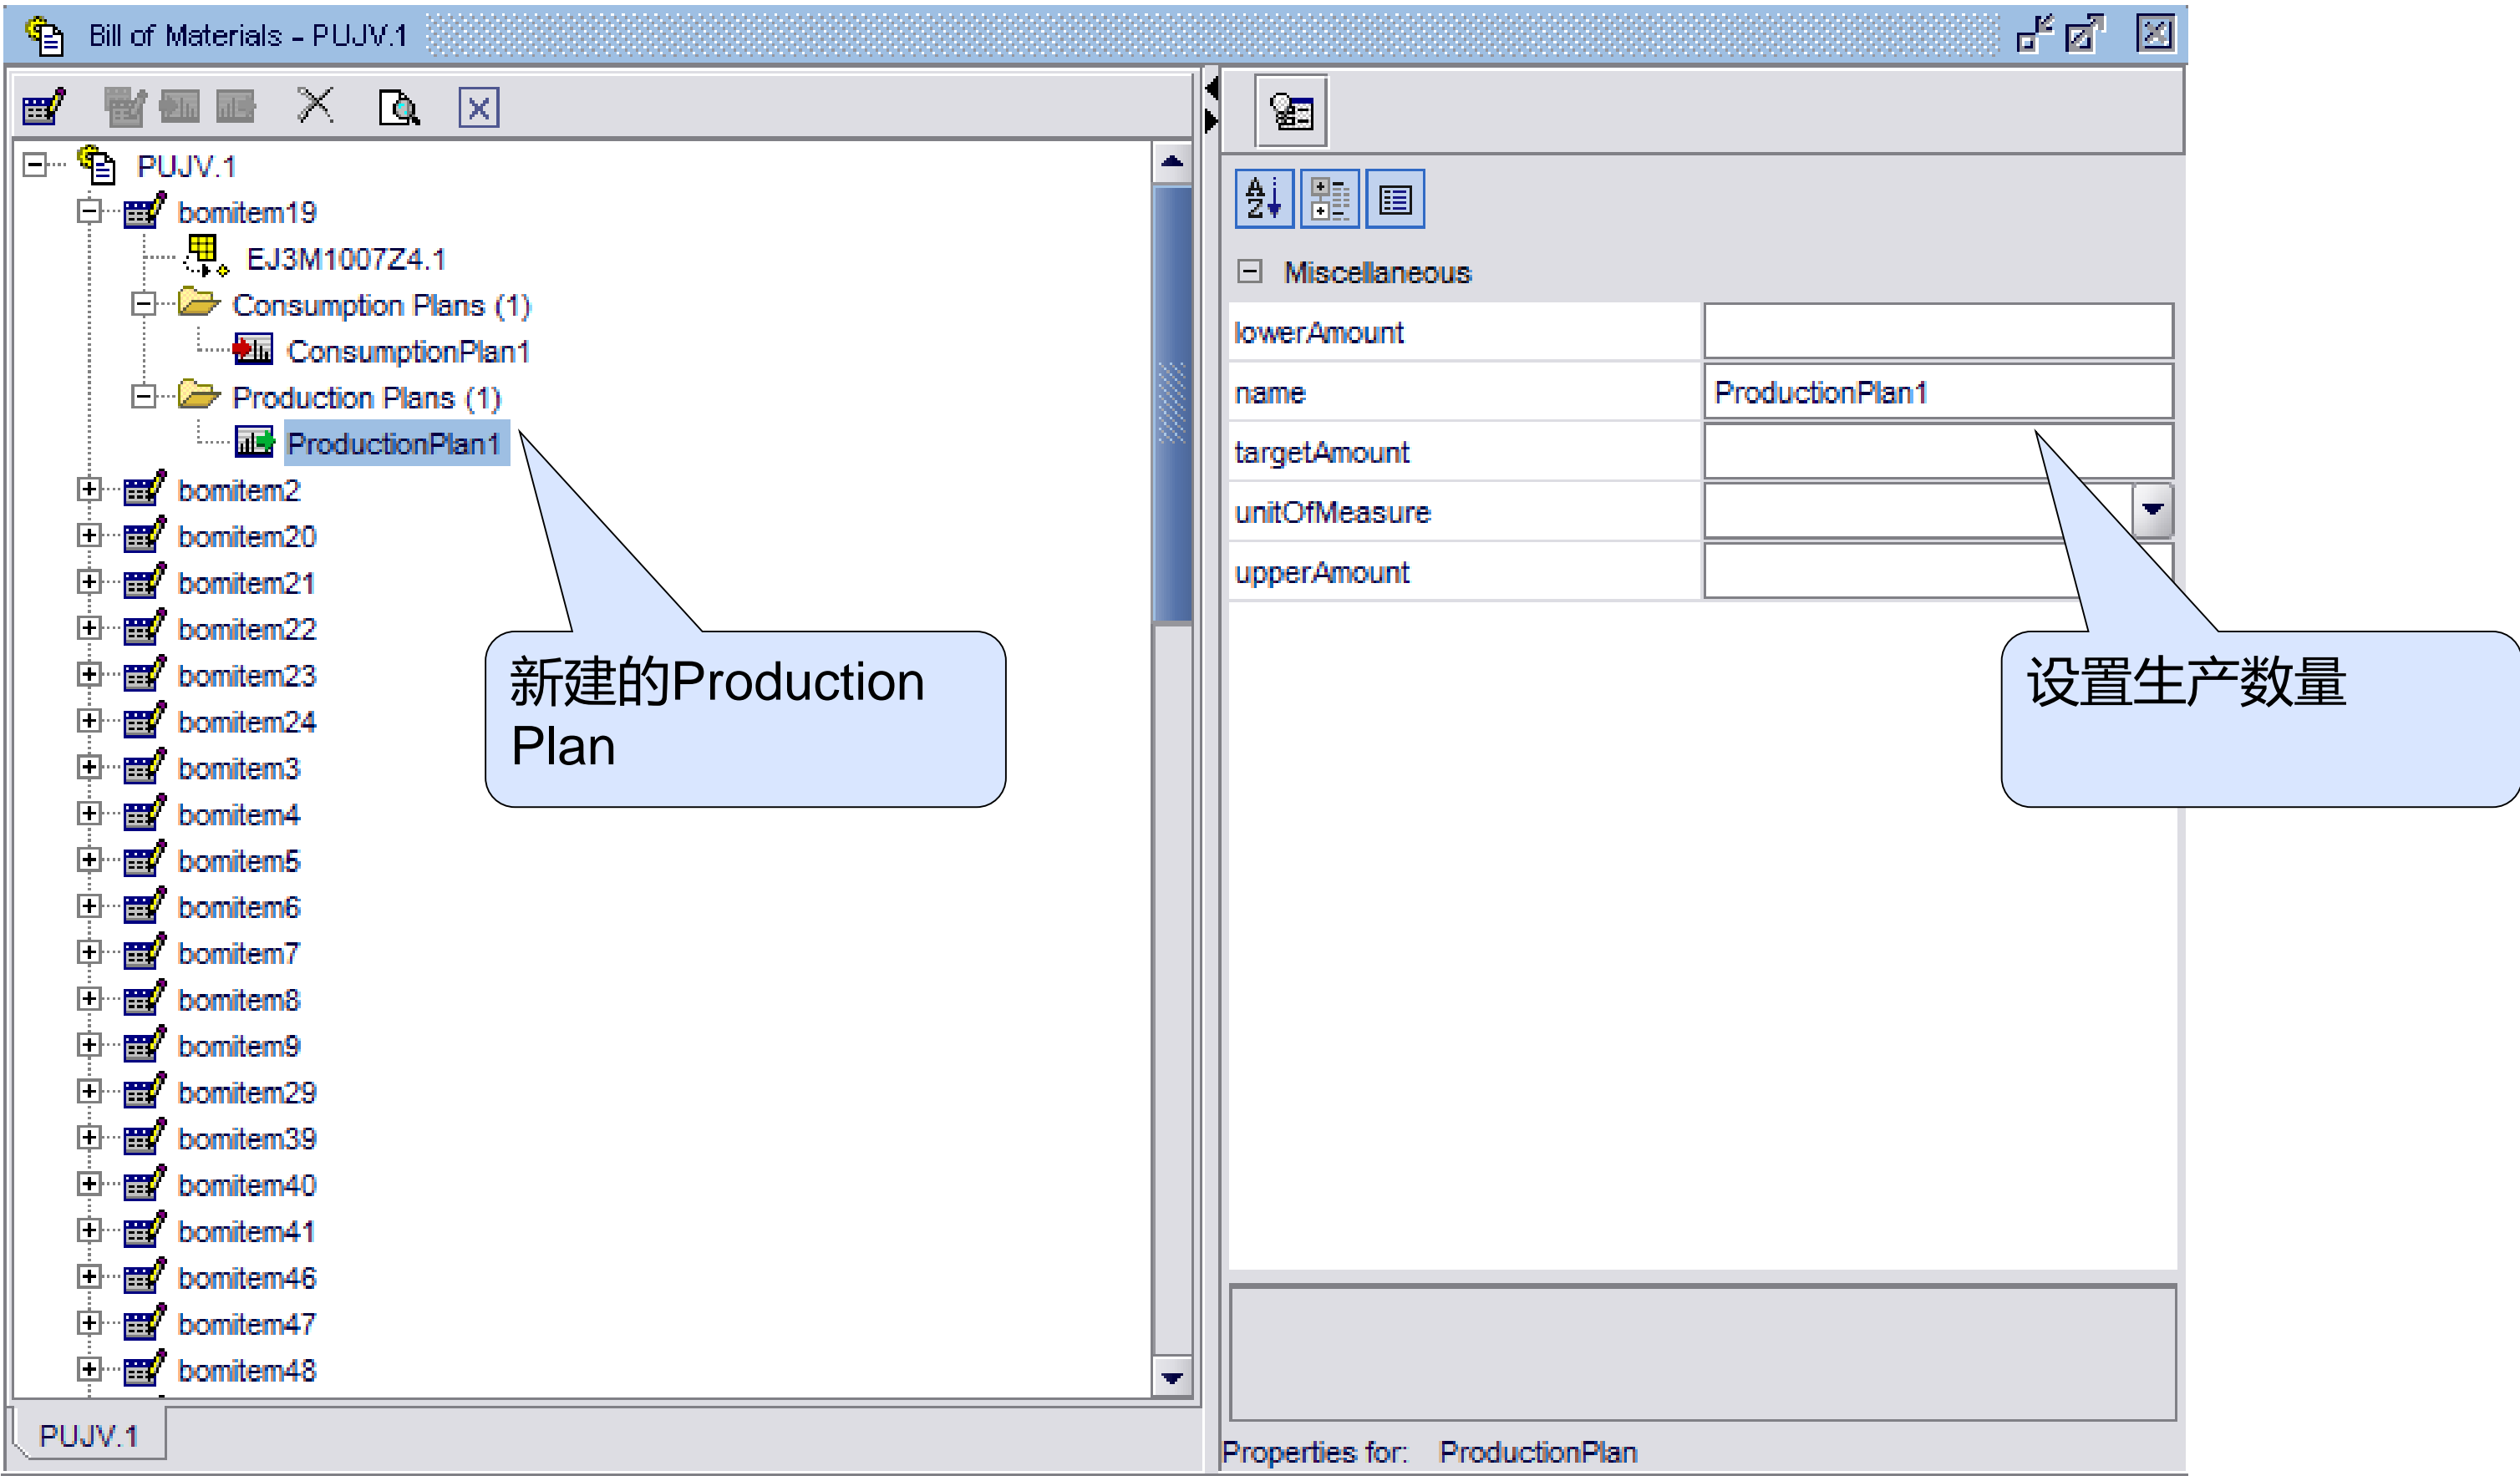 Bill of Materials - PUJV.1
PUJV.1
bomitem19
EJ3M1007Z4.1
Consumption Plans (1)
ConsumptionPlan1
Production Plans (1)
ProductionPlan1
bomitem2
bomitem20
bomitem21
bomitem22
bomitem23
bomitem24
bomitem3
bomitem4
bomitem5
bomitem6
bomitem7
bomitem8
bomitem9
bomitem29
bomitem39
bomitem40
bomitem41
bomitem46
bomitem47
bomitem48
PUJV.1
新建的Production
Plan
Miscellaneous
lowerAmount
name ProductionPlan1
targetAmount
unitOfMeasure
upperAmount
设置生产数量
Properties for: ProductionPlan